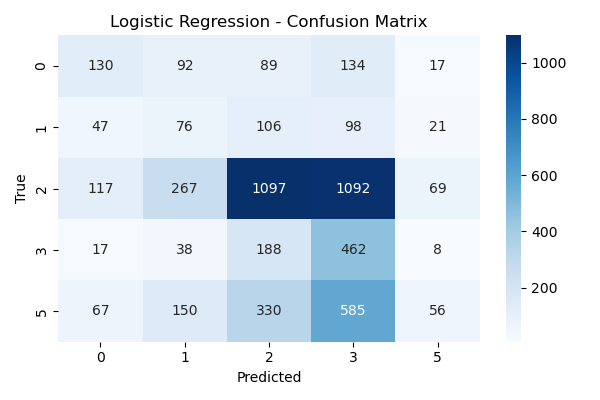 Logistic Regression - Confusion Matrix
0 130 92 89 134 17
1 47 76 106 98 21
2 117 267 1097 1092 69
3 17 38 188 462 8
5 67 150 330 585 56
0 1 2 3 5
True
Predicted
1000
800
600
400
200